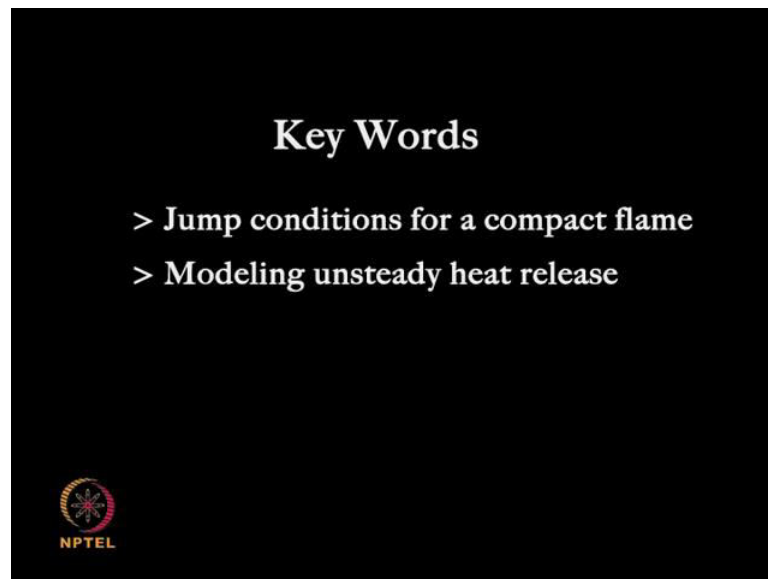 Key Words
> Jump conditions for a compact flame
> Modeling unsteady heat release
NPTEL